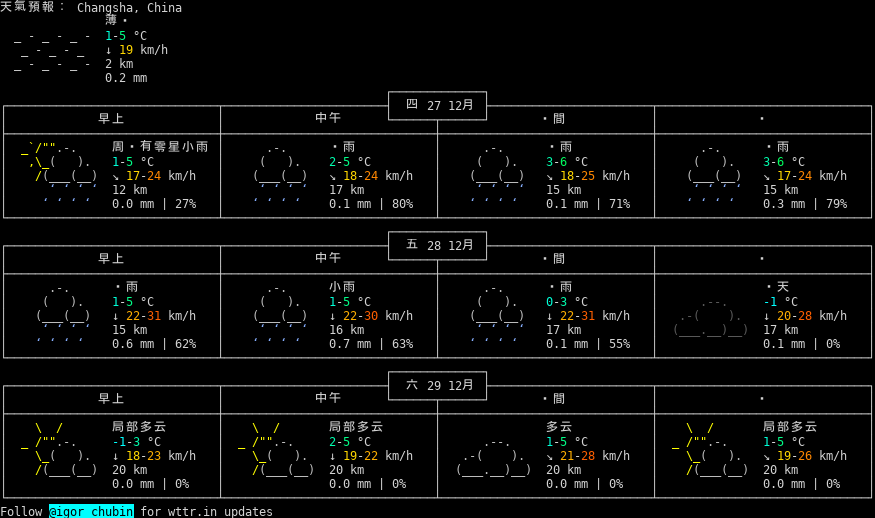 天氣預報： Changsha, China
薄・
1-5 °C
↓ 19 km/h
2 km
0.2 mm
四 27 12月
早上 中午 ・間 ・
周・有零星小雨 ・雨 ・雨 ・雨
1-5 °C 2-5 °C 3-6 °C 3-6 °C
↘ 17-24 km/h ↘ 18-24 km/h ↘ 18-25 km/h ↘ 17-24 km/h
12 km 17 km 15 km 15 km
0.0 mm | 27% 0.1 mm | 80% 0.1 mm | 71% 0.3 mm | 79%
五 28 12月
早上 中午 ・間 ・
・雨 小雨 ・雨 ・天
1-5 °C 1-5 °C 0-3 °C -1 °C
↓ 22-31 km/h ↓ 22-30 km/h ↓ 22-31 km/h ↓ 20-28 km/h
15 km 16 km 17 km 17 km
0.6 mm | 62% 0.7 mm | 63% 0.1 mm | 55% 0.1 mm | 0%
六 29 12月
早上 中午 ・間 ・
局部多云 局部多云 多云 局部多云
-1-3 °C 2-5 °C 1-5 °C 1-5 °C
↓ 18-23 km/h ↓ 19-22 km/h ↘ 21-28 km/h ↘ 19-26 km/h
20 km 20 km 20 km 20 km
0.0 mm | 0% 0.0 mm | 0% 0.0 mm | 0% 0.0 mm | 0%
Follow @igor_chubin for wttr.in updates